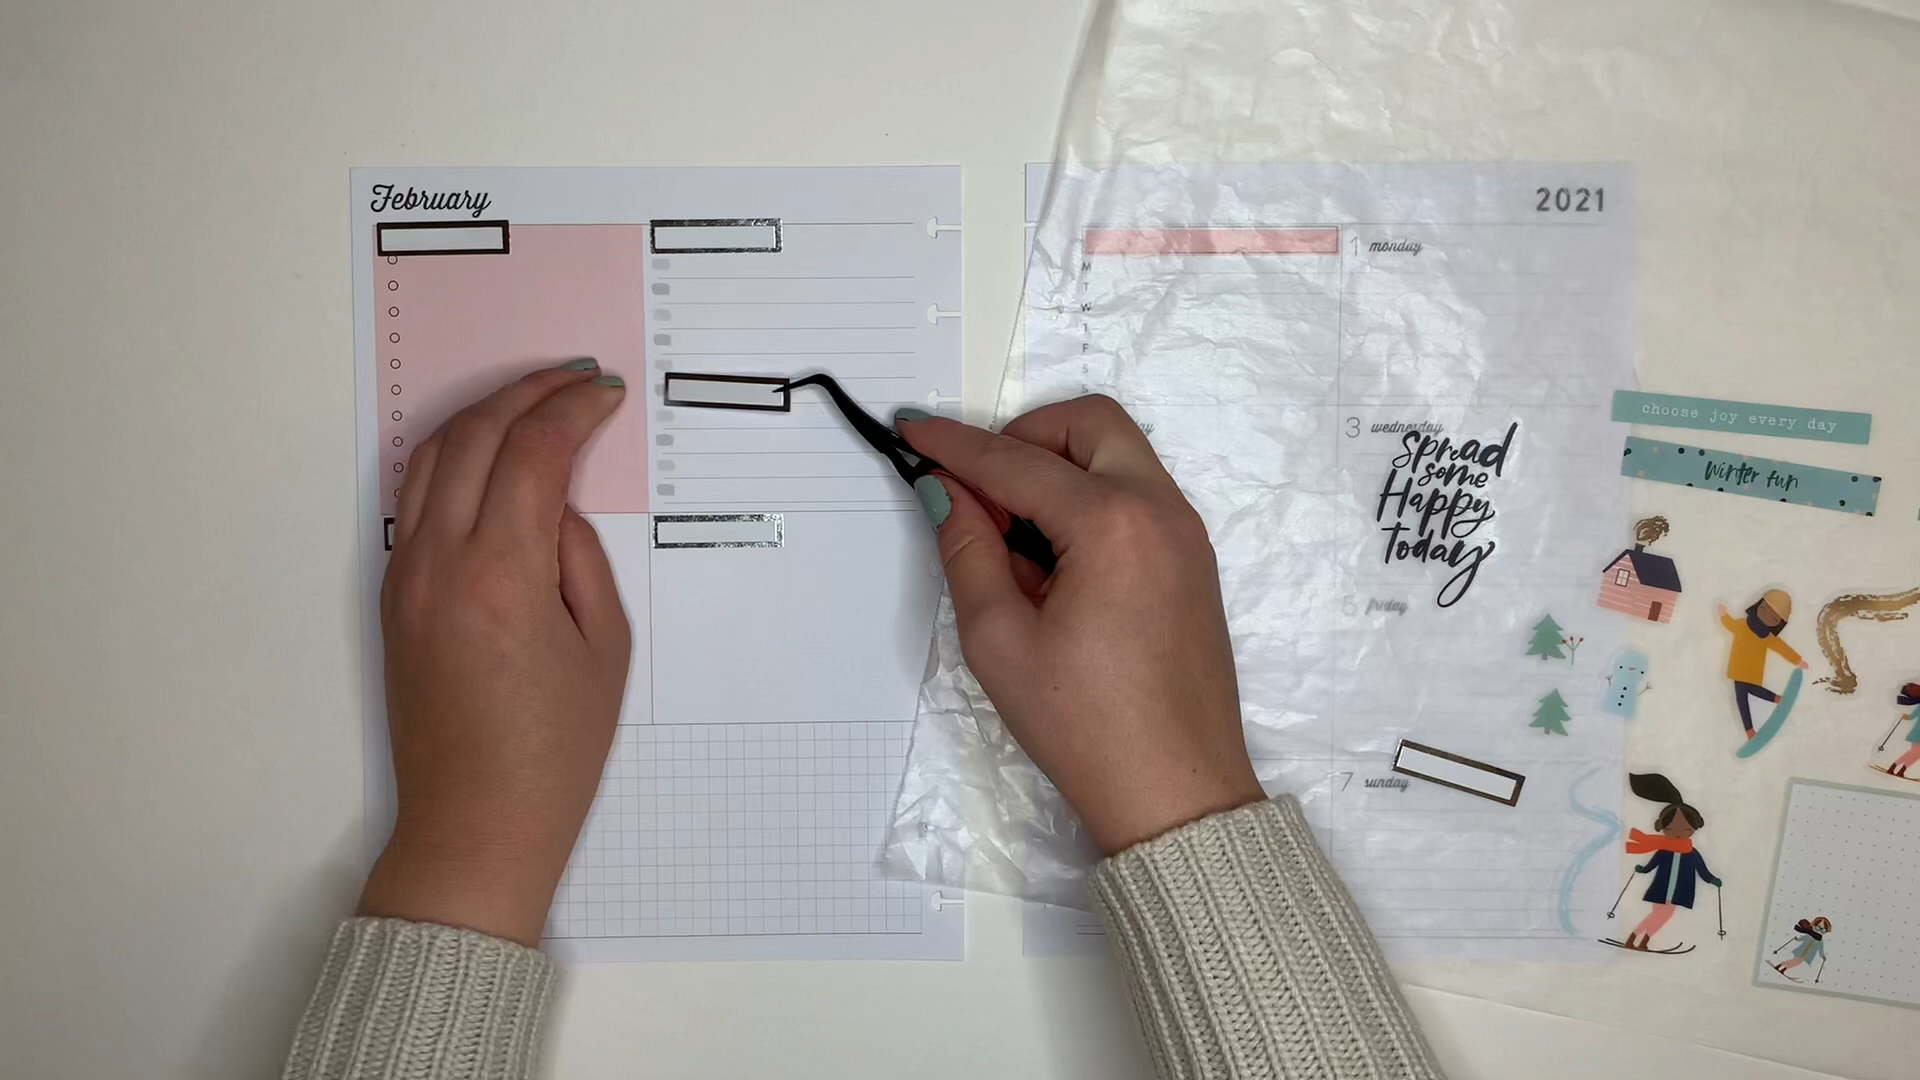 February
2021
1 monday
M
T
W
T
F
S
S
3 wednesday
Spread
some
Happy
Today
5 friday
7 sunday
choose joy every day
winter fun